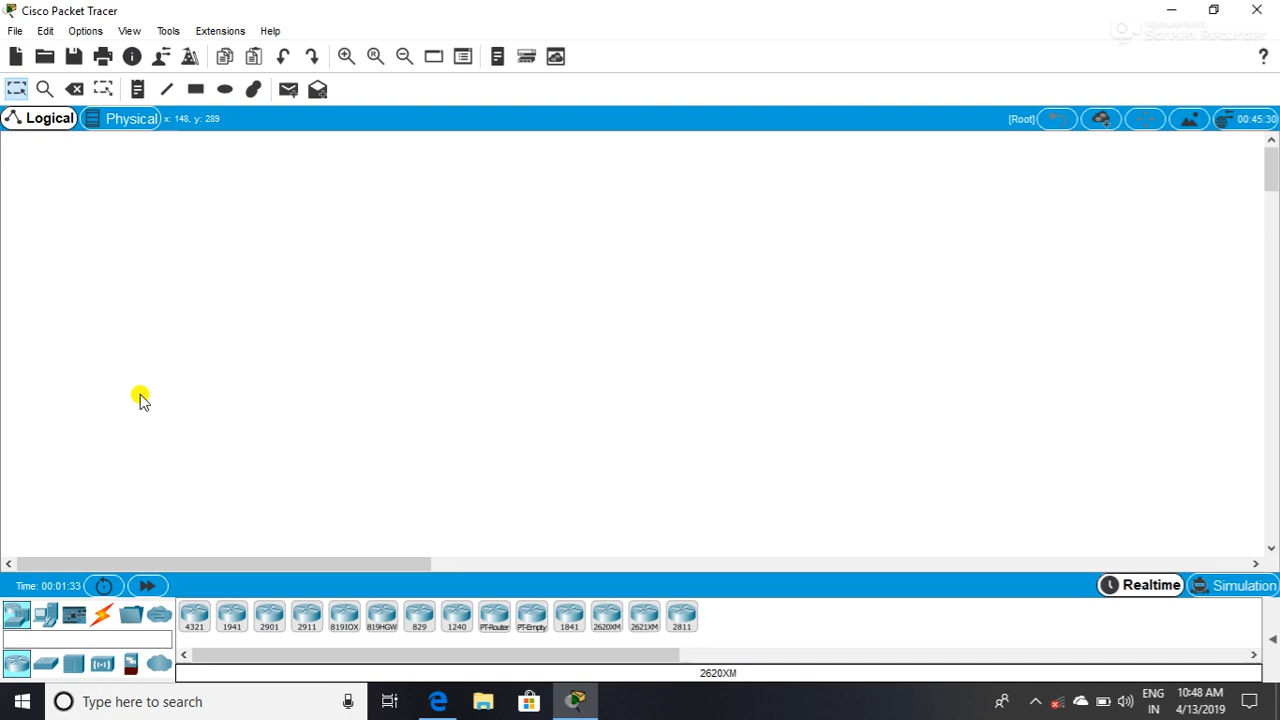 Cisco Packet Tracer
File Edit Options View Tools Extensions Help
Logical Physical x: 148, y: 289 [Root] 00:45:30
Time: 00:01:33 Realtime Simulation
4321 1941 2901 2911 819IOX 819HGW 829 1240 PT-Router PT-Empty 1841 2620XM 2621XM 2811
2620XM
Type here to search
ENG 10:48 AM
IN 4/13/2019